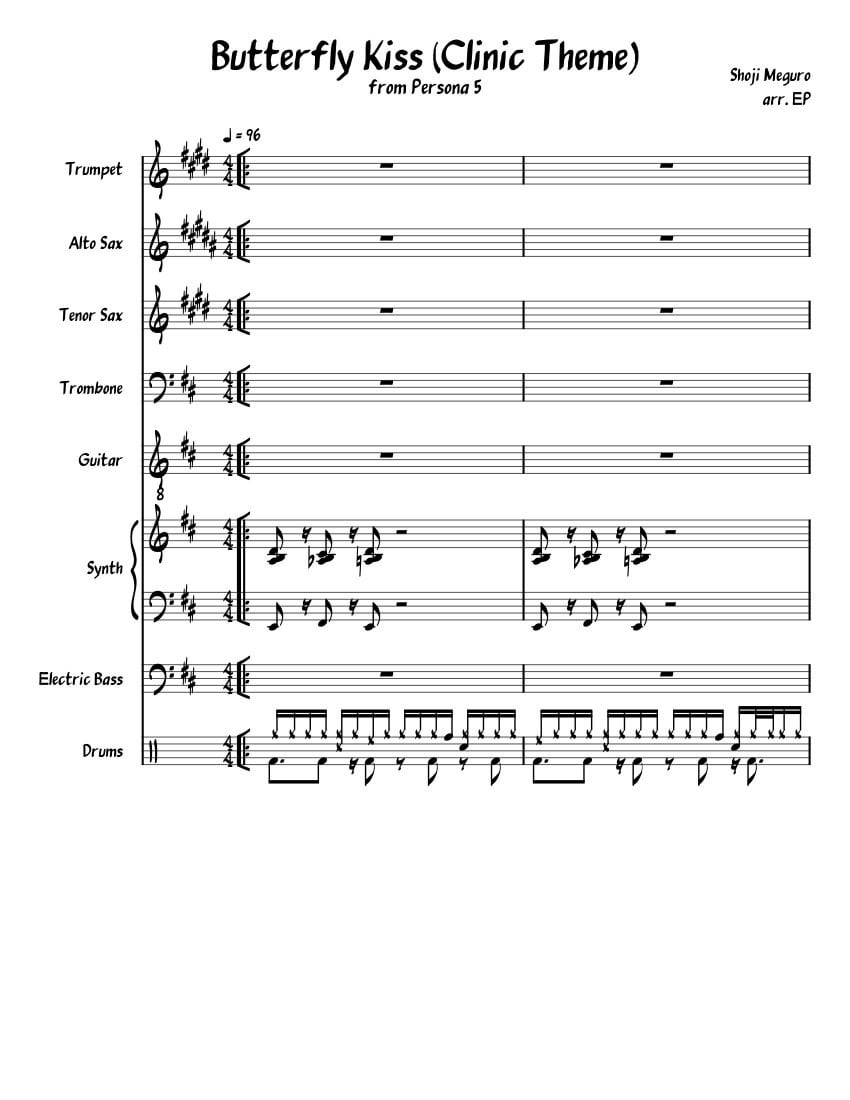 Butterfly Kiss (Clinic Theme)
from Persona 5
Shoji Meguro
arr. EP
♩ = 96
Trumpet
Alto Sax
Tenor Sax
Trombone
Guitar
8
Synth
Electric Bass
Drums